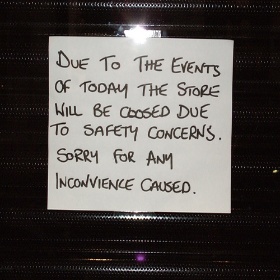 DUE TO THE EVENTS
OF TODAY THE STORE
WILL BE CLOSED DUE
TO SAFETY CONCERNS.
SORRY FOR ANY
INCONVIENCE CAUSED.